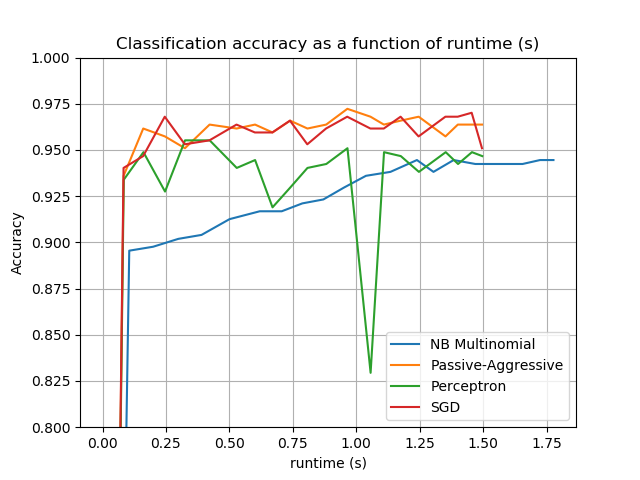 Classification accuracy as a function of runtime (s)
1.000
0.975
0.950
0.925
0.900
0.875
0.850
0.825
0.800
Accuracy
NB Multinomial
Passive-Aggressive
Perceptron
SGD
0.00 0.25 0.50 0.75 1.00 1.25 1.50 1.75
runtime (s)